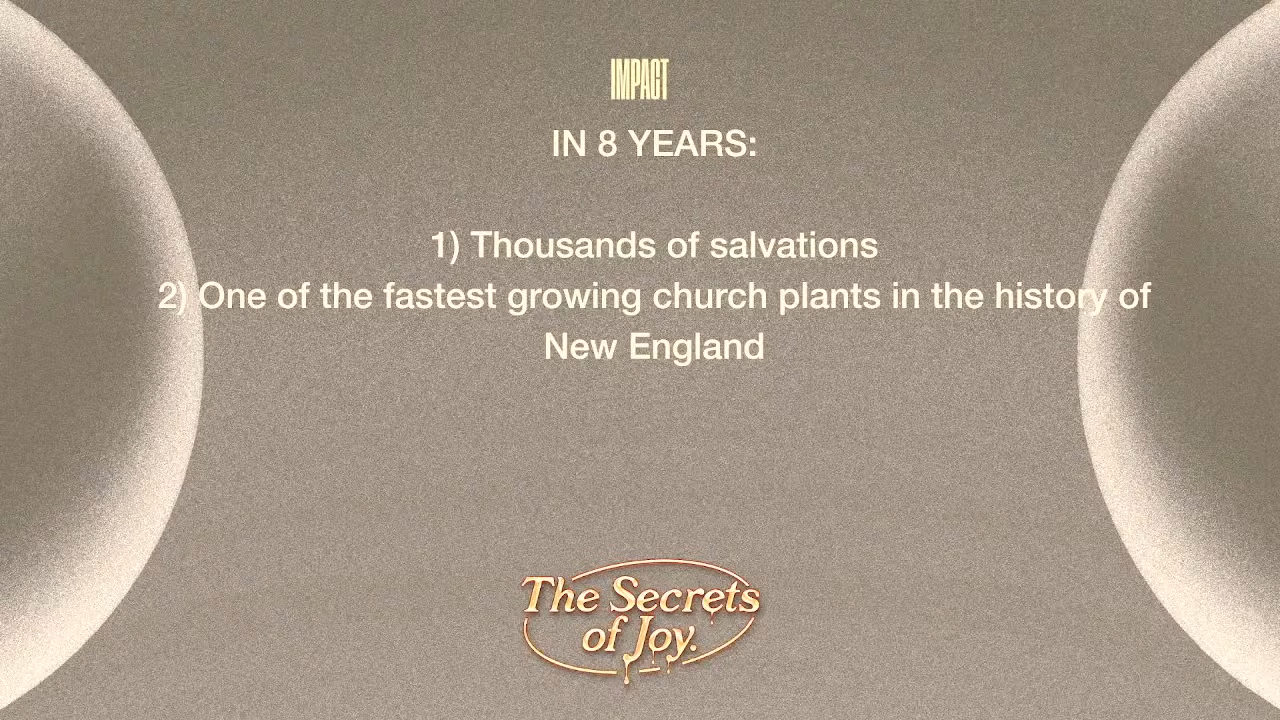 IMPACT
IN 8 YEARS:
1) Thousands of salvations
2) One of the fastest growing church plants in the history of
New England
The Secrets
of Joy.